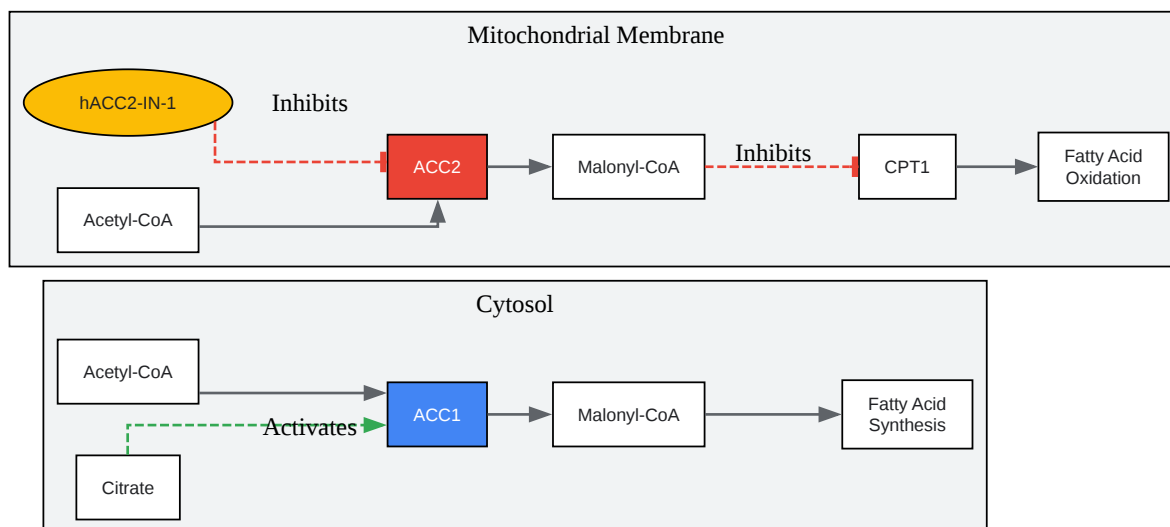 Mitochondrial Membrane
hACC2-IN-1
Inhibits
ACC2
Malonyl-CoA
Inhibits
CPT1
Fatty Acid
Oxidation
Acetyl-CoA
Cytosol
Acetyl-CoA
Activates
ACC1
Malonyl-CoA
Fatty Acid
Synthesis
Citrate